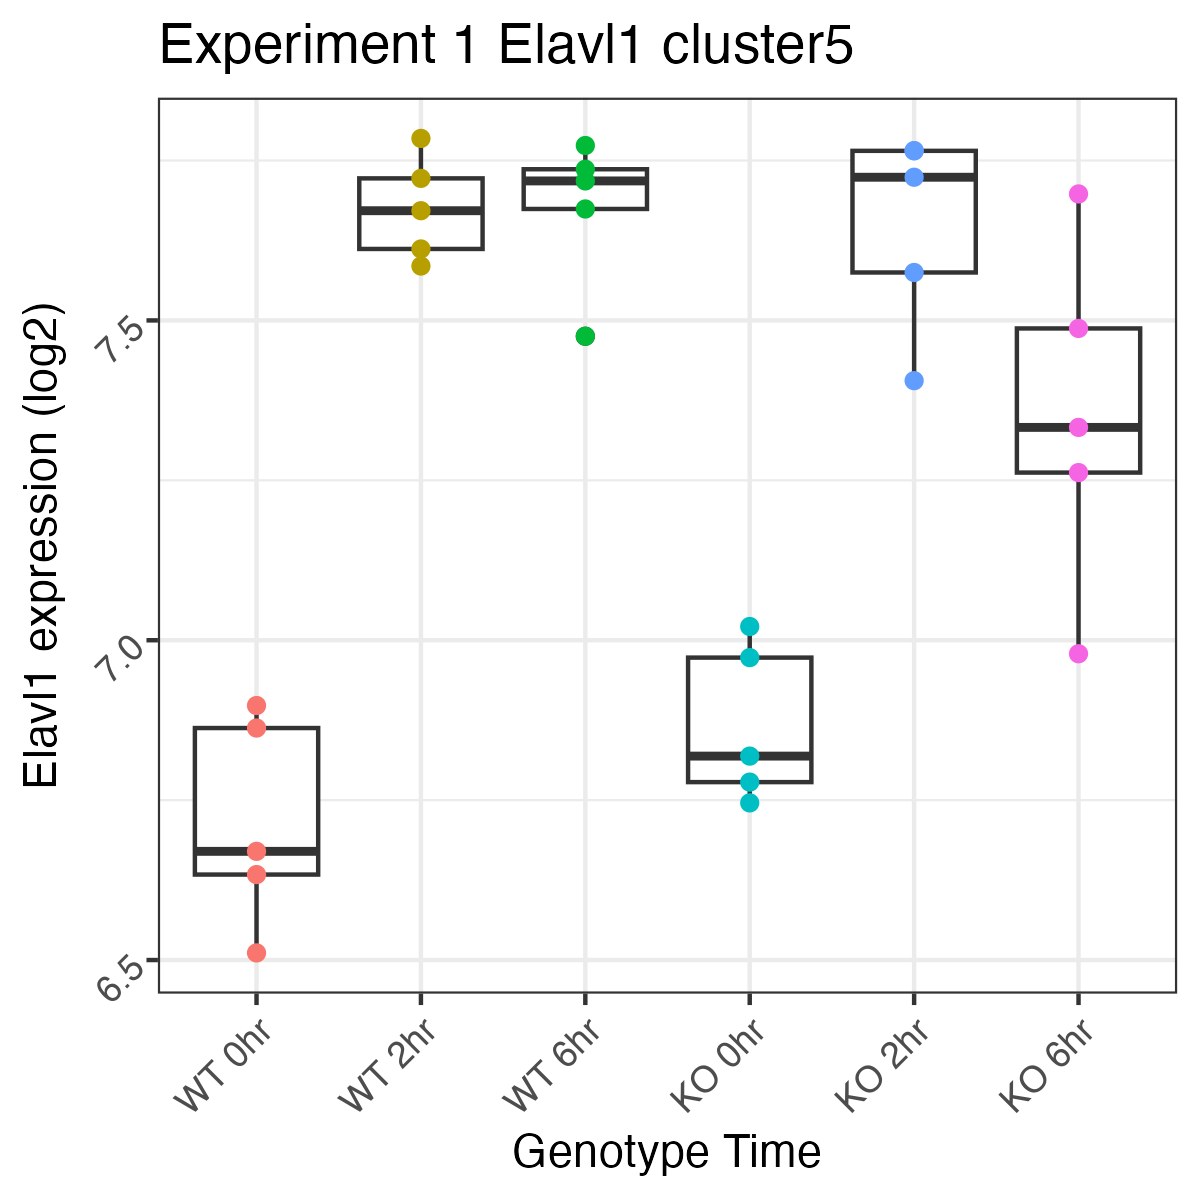 Experiment 1 Elavl1 cluster5
Elavl1 expression (log2)
7.5
7.0
6.5
WT 0hr
WT 2hr
WT 6hr
KO 0hr
KO 2hr
KO 6hr
Genotype Time